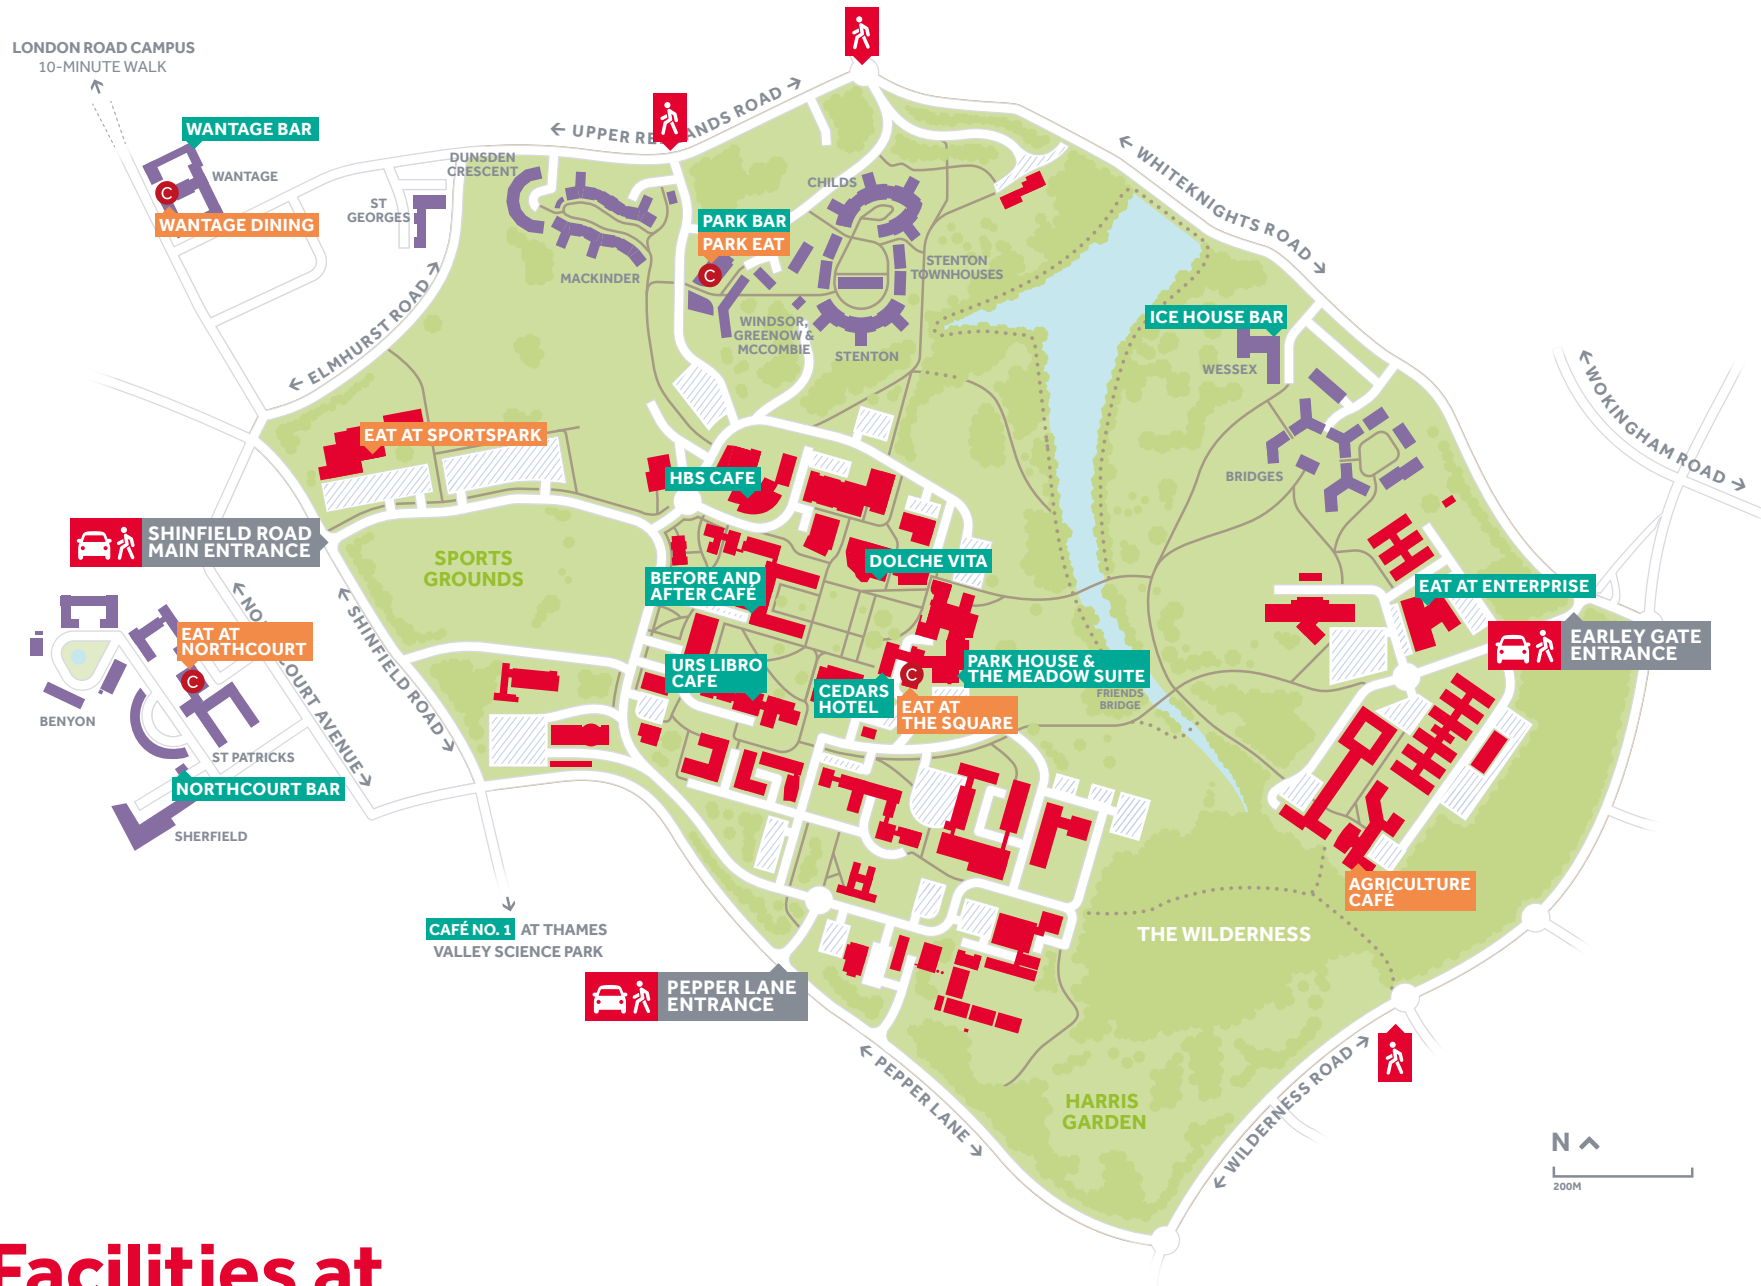 LONDON ROAD CAMPUS
10-MINUTE WALK
WANTAGE BAR
WANTAGE
C
WANTAGE DINING
ST
GEORGES
DUNSDEN
CRESCENT
MACKINDER
PARK BAR
PARK EAT
C
CHILDS
STENTON
TOWNHOUSES
WINDSOR,
GREENOW &
MCCOMBIE
STENTON
WHITEKNIGHTS ROAD
ICE HOUSE BAR
WESSEX
BRIDGES
WOKINGHAM ROAD
ELMHURST ROAD
EAT AT SPORTSPARK
HBS CAFE
SHINFIELD ROAD
MAIN ENTRANCE
SPORTS
GROUNDS
BEFORE AND
AFTER CAFÉ
DOLCHE VITA
EAT AT ENTERPRISE
EARLEY GATE
ENTRANCE
EAT AT
NORTHCOURT
C
COURT AVENUE
SHINFIELD ROAD
BENYON
ST PATRICKS
NORTHCOURT BAR
SHERFIELD
URS LIBRO
CAFE
CEDARS
HOTEL
C
PARK HOUSE &
THE MEADOW SUITE
EAT AT
THE SQUARE
FRIENDS
BRIDGE
AGRICULTURE
CAFÉ
THE WILDERNESS
CAFÉ NO. 1 AT THAMES
VALLEY SCIENCE PARK
PEPPER LANE
ENTRANCE
PEPPER LANE
HARRIS
GARDEN
WILDERNESS ROAD
N
200M
UPPER
ROAD
Facilities at